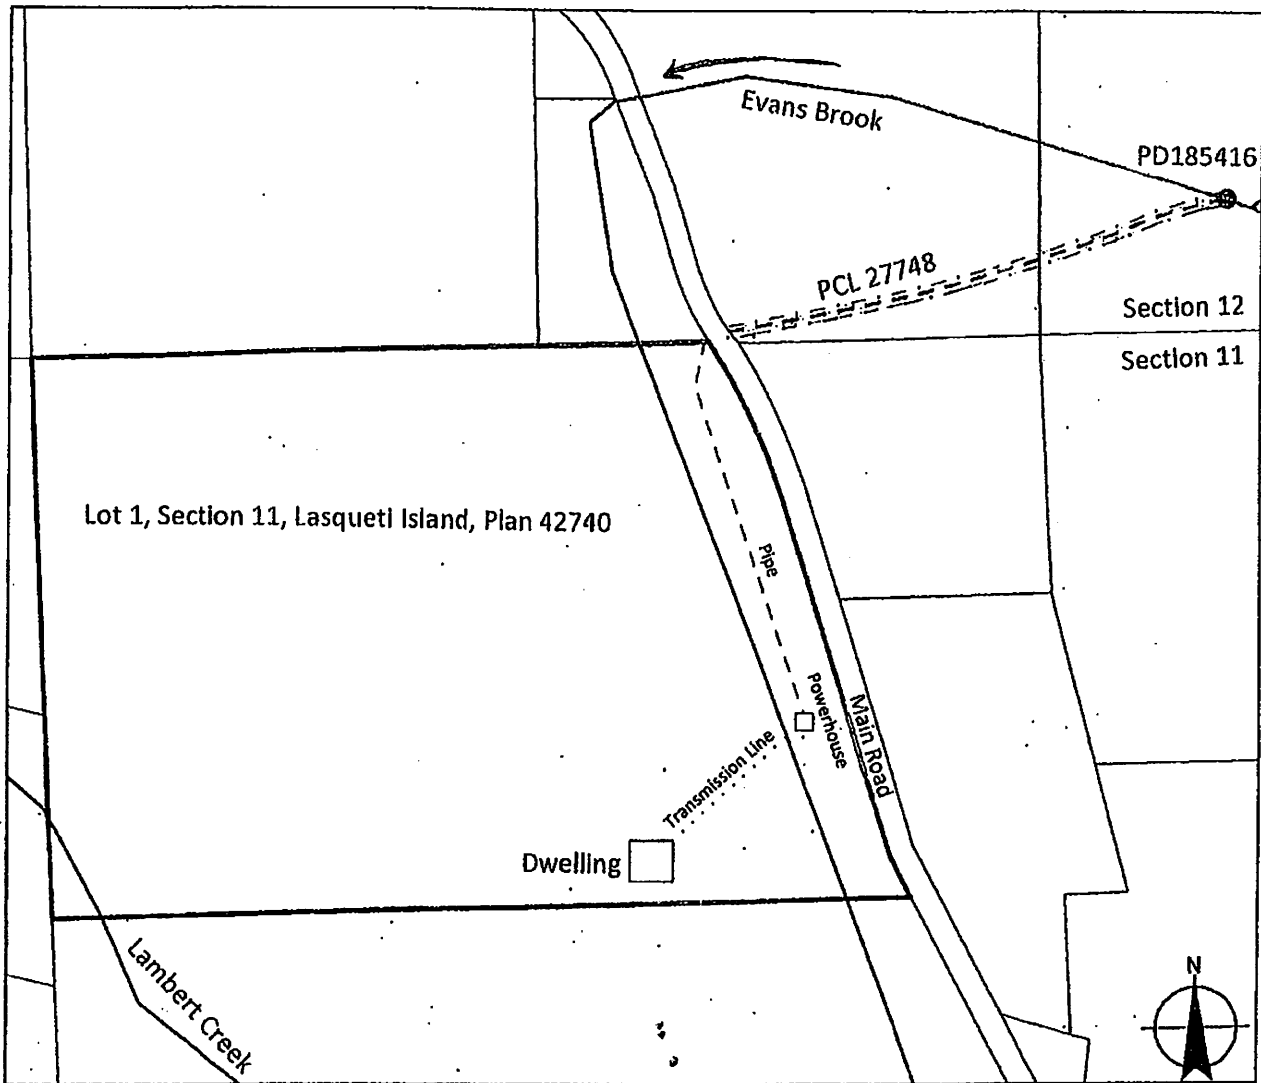 Evans Brook
PD185416
PCL 27748
Section 12
Section 11
Lot 1, Section 11, Lasqueti Island, Plan 42740
Pipe
Powerhouse
Main Road
Transmission Line
Dwelling
Lambert Creek
N